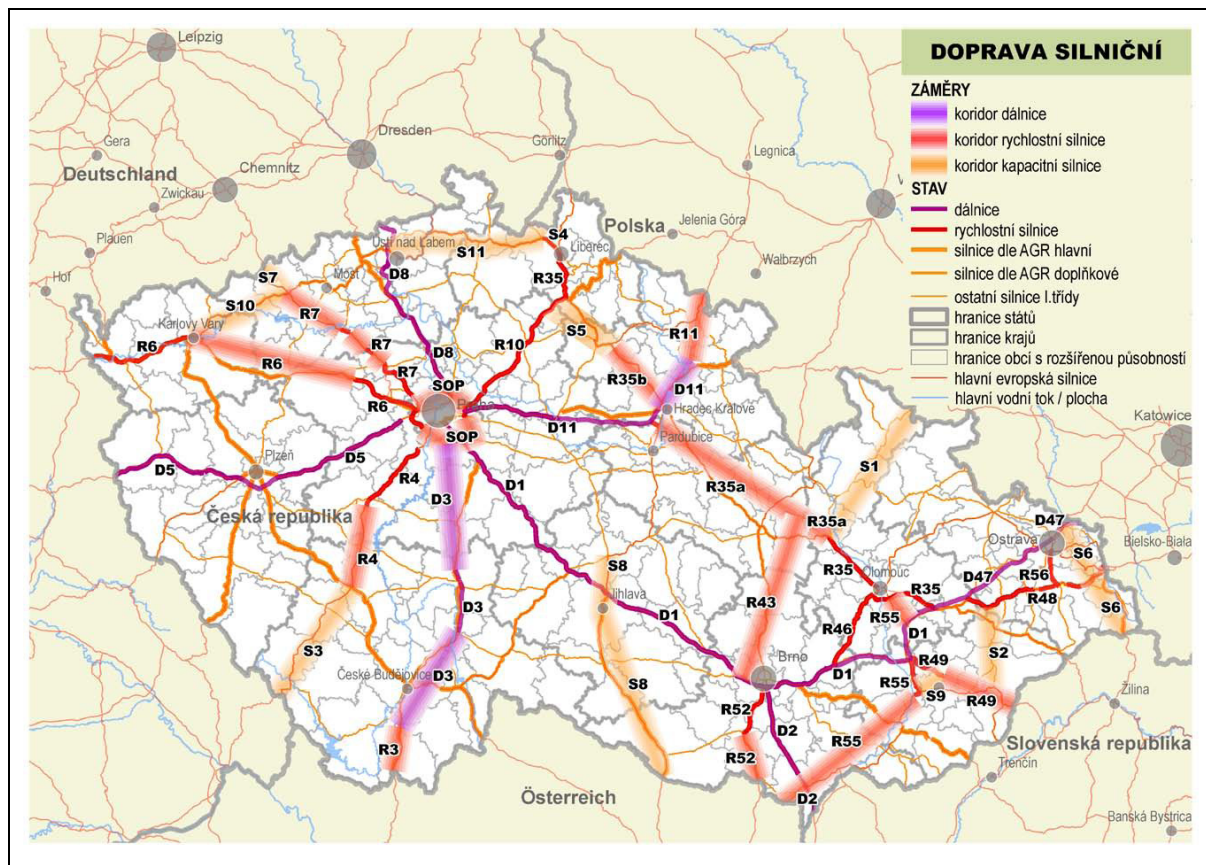 DOPRAVA SILNIČNÍ
ZÁMĚRY
koridor dálnice
koridor rychlostní silnice
koridor kapacitní silnice
STAV
dálnice
rychlostní silnice
silnice dle AGR hlavní
silnice dle AGR doplňkové
ostatní silnice I.třídy
hranice států
hranice krajů
hranice obcí s rozšířenou působností
hlavní evropská silnice
hlavní vodní tok / plocha
Leipzig
Dresden
Görlitz
Legnica
Gera
Deutschland
Chemnitz
Zwickau
Jelenia Góra
Polska
Plauen
Hof
Wałbrzych
Ústí nad Labem
Liberec
S4
S11
R35
D8
S7
Most
S10
R7
Karlovy Vary
R6
R6
R7
R7
D8
R10
S5
R11
R35b
D11
R6
SOP
SOP
D11
Hradec Králové
Pardubice
Katowice
Plzeň
D5
D5
R4
D3
D1
R35a
S1
Česká republika
R35a
D47
Ostrava
S6
Bielsko-Biała
R4
S8
Jihlava
R35
Olomouc
R35
D47
R56
R48
S6
D3
D1
R43
R46
R55
D1
S2
S3
České Budějovice
D3
S8
Brno
D1
R49
R55
S9
R49
Žilina
R3
R52
D2
R55
R52
Slovenská republika
Trenčín
D2
Österreich
Banská Bystrica